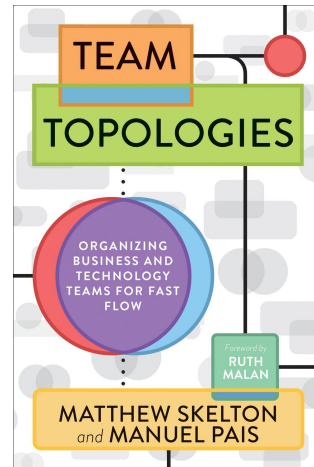 TEAM
TOPOLOGIES
ORGANIZING
BUSINESS AND
TECHNOLOGY
TEAMS FOR FAST
FLOW
Foreword by
RUTH
MALAN
MATTHEW SKELTON
and MANUEL PAIS